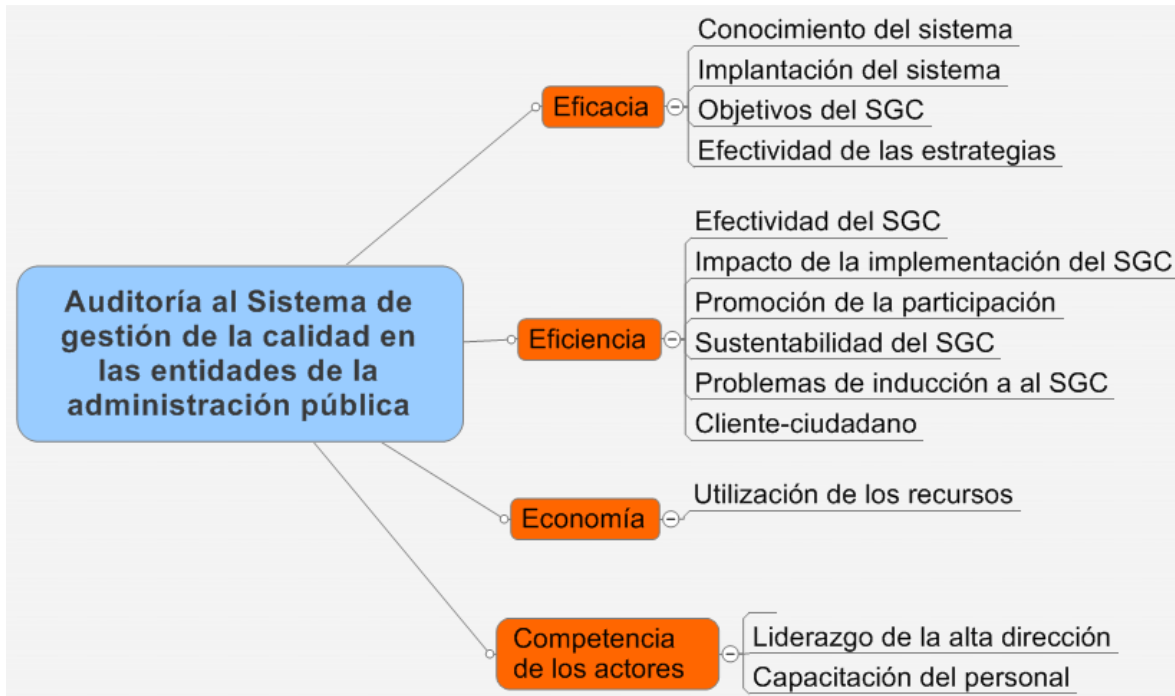 Auditoría al Sistema de
gestión de la calidad en
las entidades de la
administración pública
Eficacia
Conocimiento del sistema
Implantación del sistema
Objetivos del SGC
Efectividad de las estrategias
Eficiencia
Efectividad del SGC
Impacto de la implementación del SGC
Promoción de la participación
Sustentabilidad del SGC
Problemas de inducción a al SGC
Cliente-ciudadano
Economía
Utilización de los recursos
Competencia
de los actores
Liderazgo de la alta dirección
Capacitación del personal